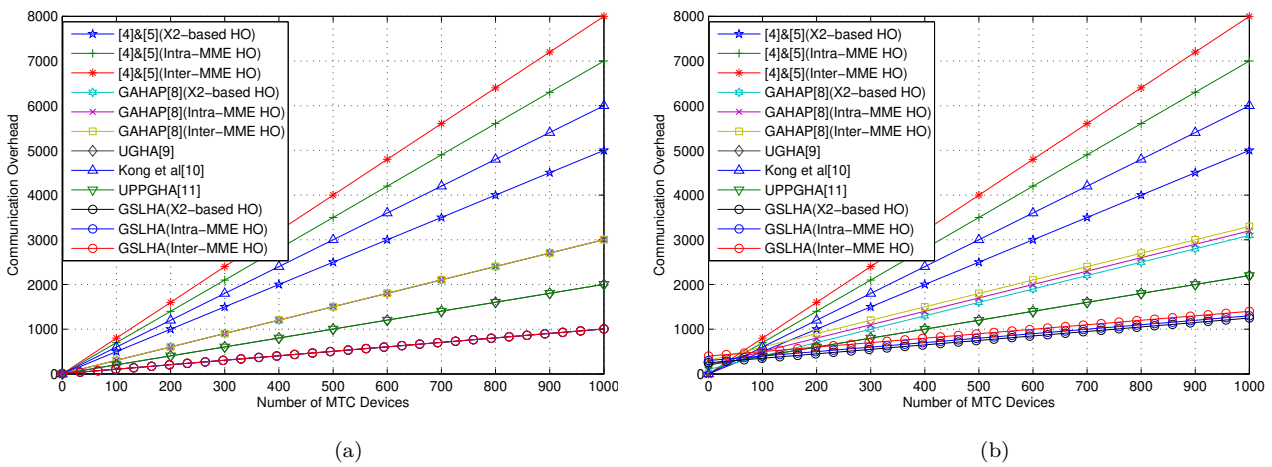 8000
7000
6000
5000
4000
3000
2000
1000
0
Communication Overhead
[4]&[5](X2-based HO)
[4]&[5](Intra-MME HO)
[4]&[5](Inter-MME HO)
GAHAP[8](X2-based HO)
GAHAP[8](Intra-MME HO)
GAHAP[8](Inter-MME HO)
UGHA[9]
Kong et al[10]
UPPGHA[11]
GSLHA(X2-based HO)
GSLHA(Intra-MME HO)
GSLHA(Inter-MME HO)
0 100 200 300 400 500 600 700 800 900 1000
Number of MTC Devices
(a)
8000
7000
6000
5000
4000
3000
2000
1000
0
Communication Overhead
[4]&[5](X2-based HO)
[4]&[5](Intra-MME HO)
[4]&[5](Inter-MME HO)
GAHAP[8](X2-based HO)
GAHAP[8](Intra-MME HO)
GAHAP[8](Inter-MME HO)
UGHA[9]
Kong et al[10]
UPPGHA[11]
GSLHA(X2-based HO)
GSLHA(Intra-MME HO)
GSLHA(Inter-MME HO)
0 100 200 300 400 500 600 700 800 900 1000
Number of MTC Devices
(b)